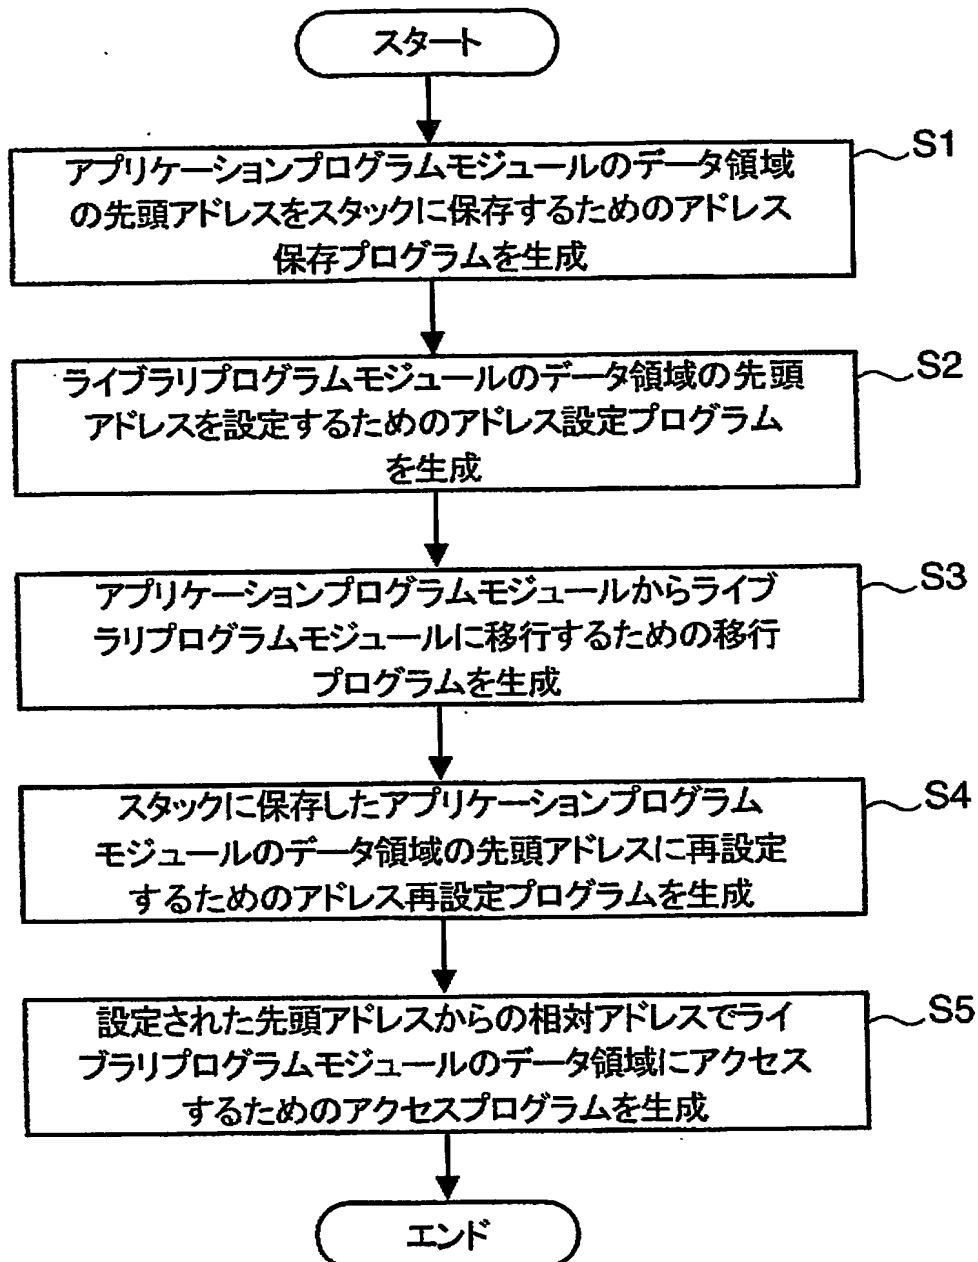 スタート
S1
アプリケーションプログラムモジュールのデータ領域
の先頭アドレスをスタックに保存するためのアドレス
保存プログラムを生成
S2
ライブラリプログラムモジュールのデータ領域の先頭
アドレスを設定するためのアドレス設定プログラム
を生成
S3
アプリケーションプログラムモジュールからライブ
ラリプログラムモジュールに移行するための移行
プログラムを生成
S4
スタックに保存したアプリケーションプログラム
モジュールのデータ領域の先頭アドレスに再設定
するためのアドレス再設定プログラムを生成
S5
設定された先頭アドレスからの相対アドレスでライ
ブラリプログラムモジュールのデータ領域にアクセス
するためのアクセスプログラムを生成
エンド